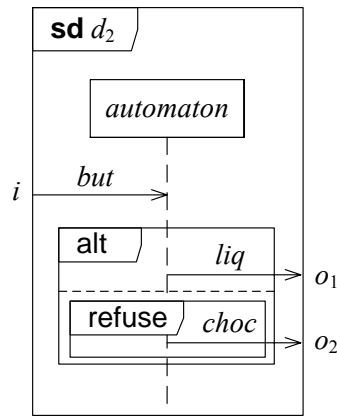 sd d₂
automaton
i but
alt
liq o₁
refuse choc
o₂